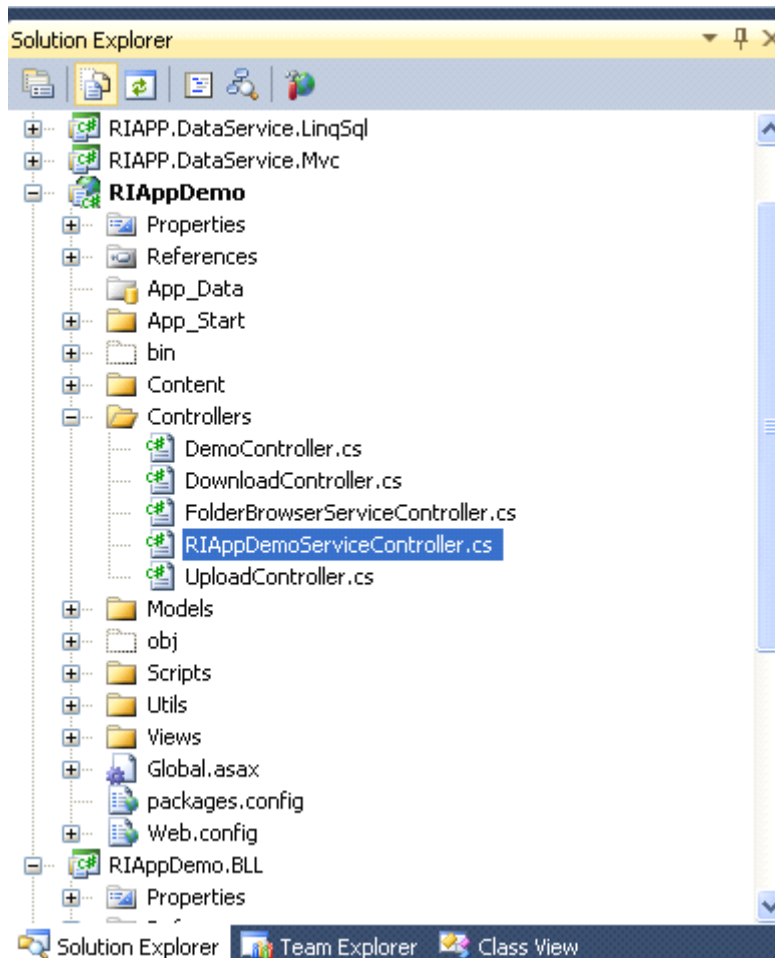 Solution Explorer
RIAPP.DataService.LinqSql
RIAPP.DataService.Mvc
RIAppDemo
Properties
References
App_Data
App_Start
bin
Content
Controllers
DemoController.cs
DownloadController.cs
FolderBrowserServiceController.cs
RIAppDemoServiceController.cs
UploadController.cs
Models
obj
Scripts
Utils
Views
Global.asax
packages.config
Web.config
RIAppDemo.BLL
Properties
Solution Explorer Team Explorer Class View